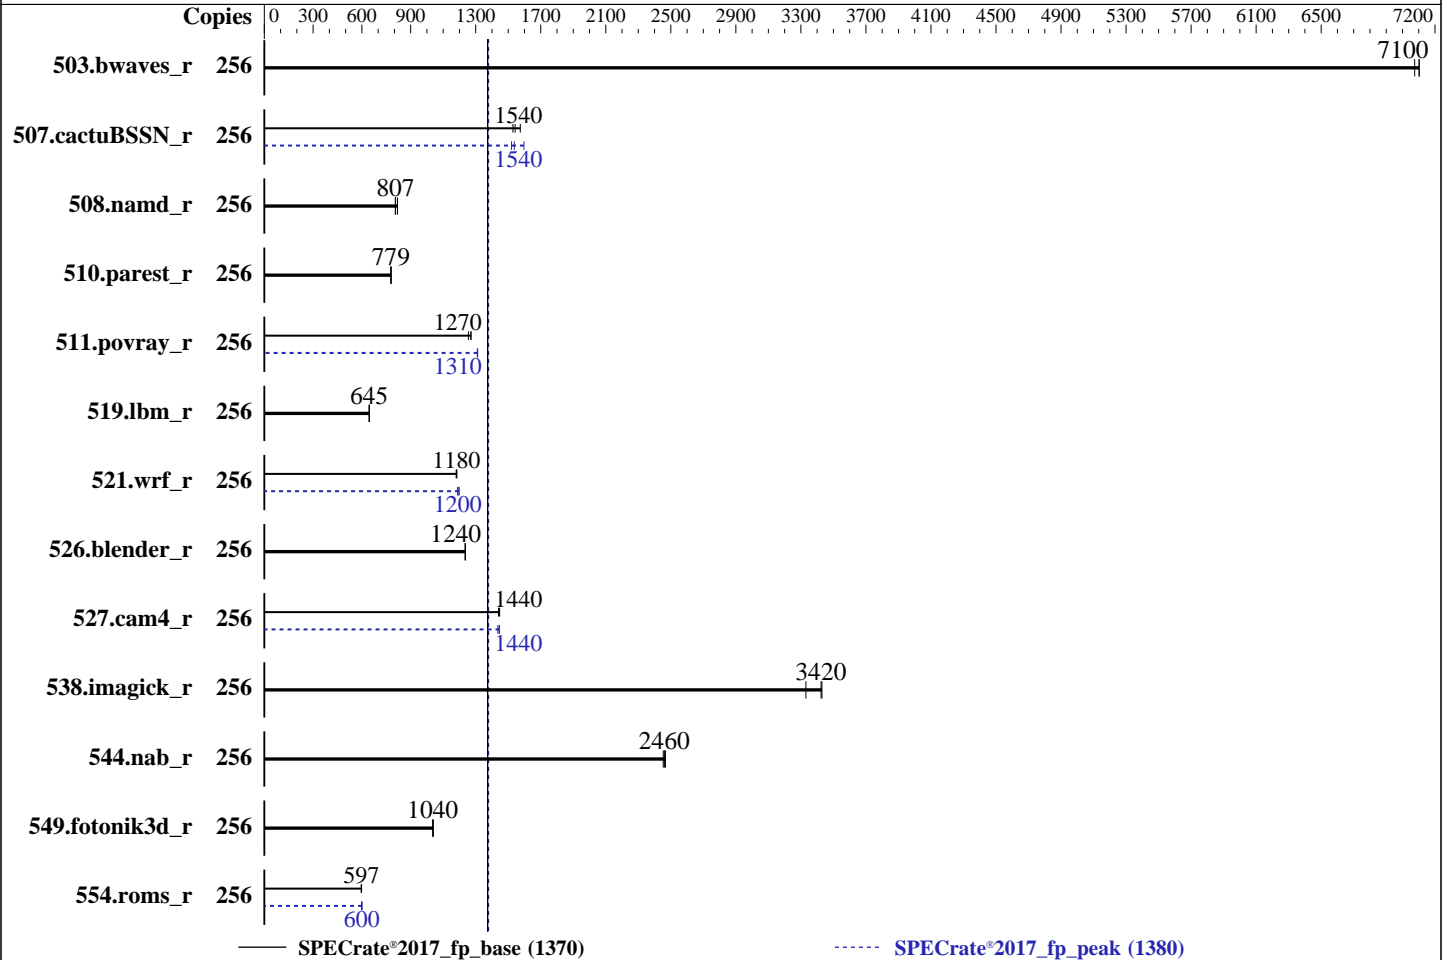 Copies 0 300 600 900 1300 1700 2100 2500 2900 3300 3700 4100 4500 4900 5300 5700 6100 6500 7200
503.bwaves_r 256 7100
507.cactuBSSN_r 256 1540
1540
508.namd_r 256 807
510.parest_r 256 779
511.povray_r 256 1270
1310
519.lbm_r 256 645
521.wrf_r 256 1180
1200
526.blender_r 256 1240
527.cam4_r 256 1440
1440
538.imagick_r 256 3420
544.nab_r 256 2460
549.fotonik3d_r 256 1040
554.roms_r 256 597
600
SPECrate®2017_fp_base (1370) SPECrate®2017_fp_peak (1380)